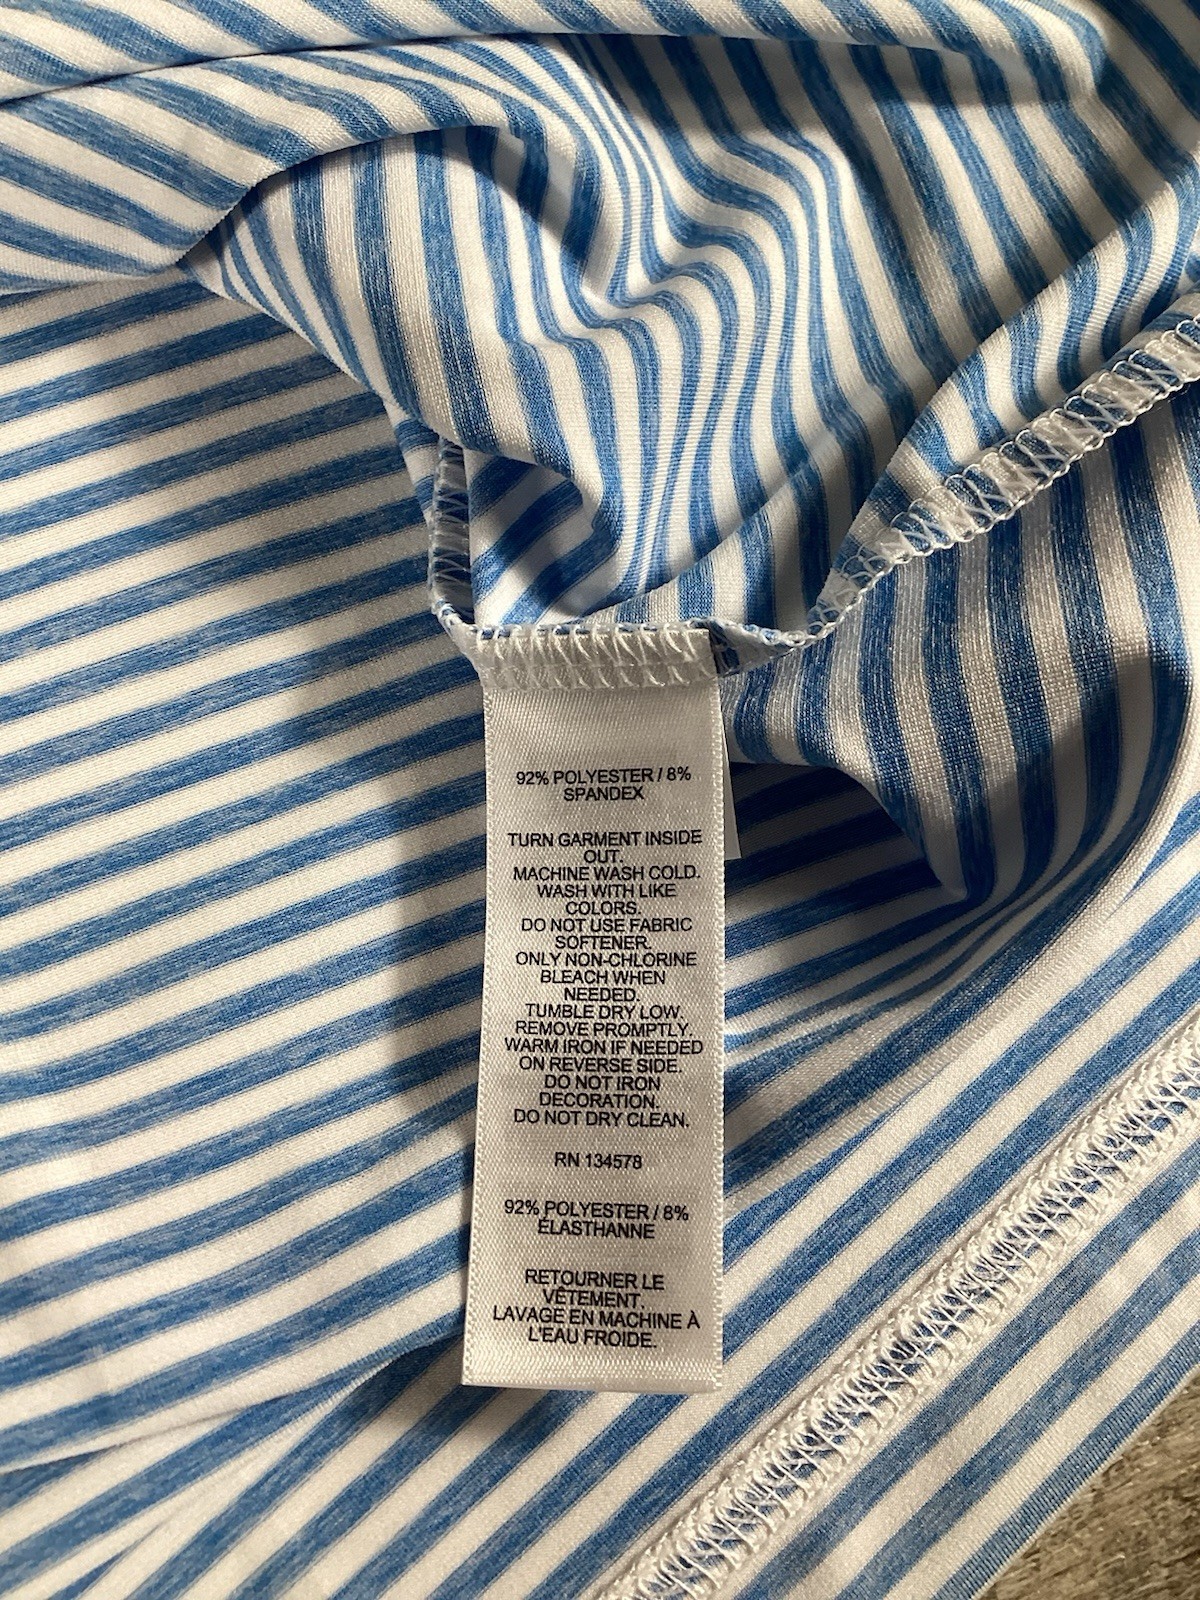 92% POLYESTER / 8%
SPANDEX
TURN GARMENT INSIDE
OUT.
MACHINE WASH COLD.
WASH WITH LIKE
COLORS.
DO NOT USE FABRIC
SOFTENER.
ONLY NON-CHLORINE
BLEACH WHEN
NEEDED.
TUMBLE DRY LOW.
REMOVE PROMPTLY.
WARM IRON IF NEEDED
ON REVERSE SIDE.
DO NOT IRON
DECORATION.
DO NOT DRY CLEAN.
RN 134578
92% POLYESTER / 8%
ÉLASTHANNE
RETOURNER LE
VÊTEMENT.
LAVAGE EN MACHINE À
L'EAU FROIDE.